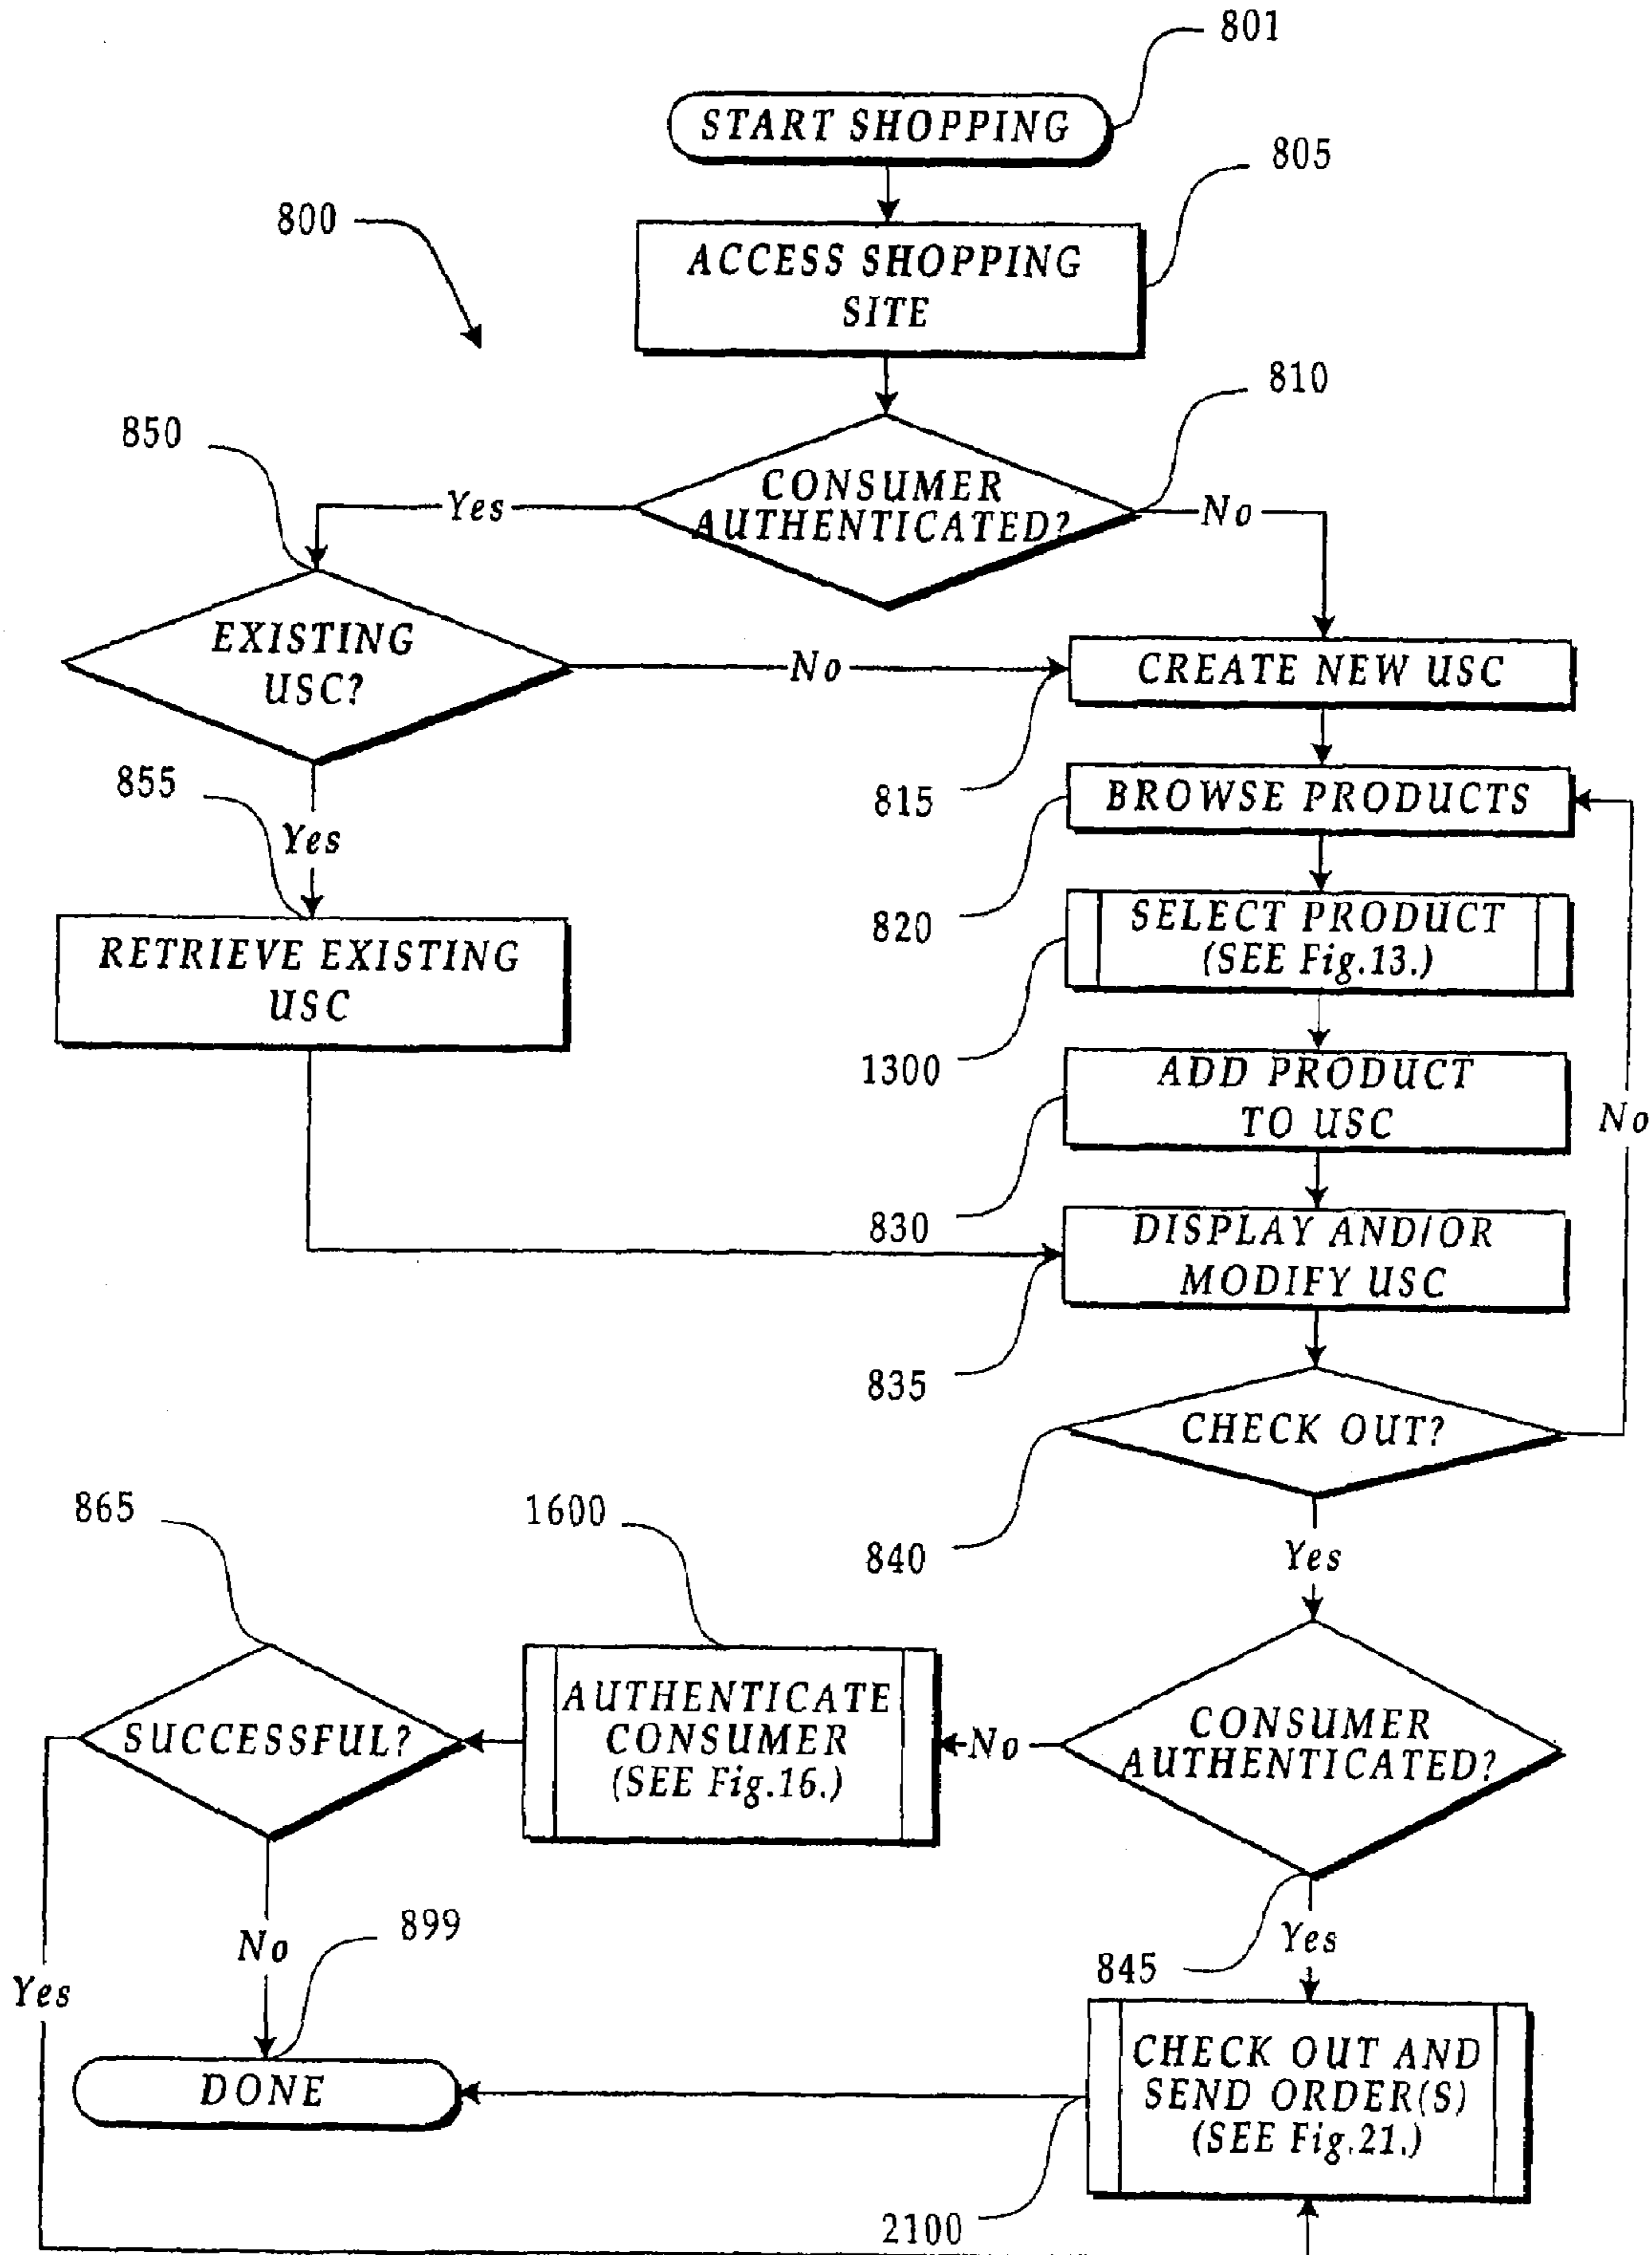 801
START SHOPPING
805
800
ACCESS SHOPPING
SITE
810
850
CONSUMER
AUTHENTICATED?
Yes
No
EXISTING
USC?
No
CREATE NEW USC
855
815
BROWSE PRODUCTS
Yes
820
SELECT PRODUCT
(SEE Fig.13.)
RETRIEVE EXISTING
USC
1300
ADD PRODUCT
TO USC
No
830
DISPLAY AND/OR
MODIFY USC
835
CHECK OUT?
865
1600
840
Yes
SUCCESSFUL?
AUTHENTICATE
CONSUMER
(SEE Fig.16.)
No
CONSUMER
AUTHENTICATED?
No
899
Yes
845
Yes
DONE
CHECK OUT AND
SEND ORDER(S)
(SEE Fig.21.)
2100